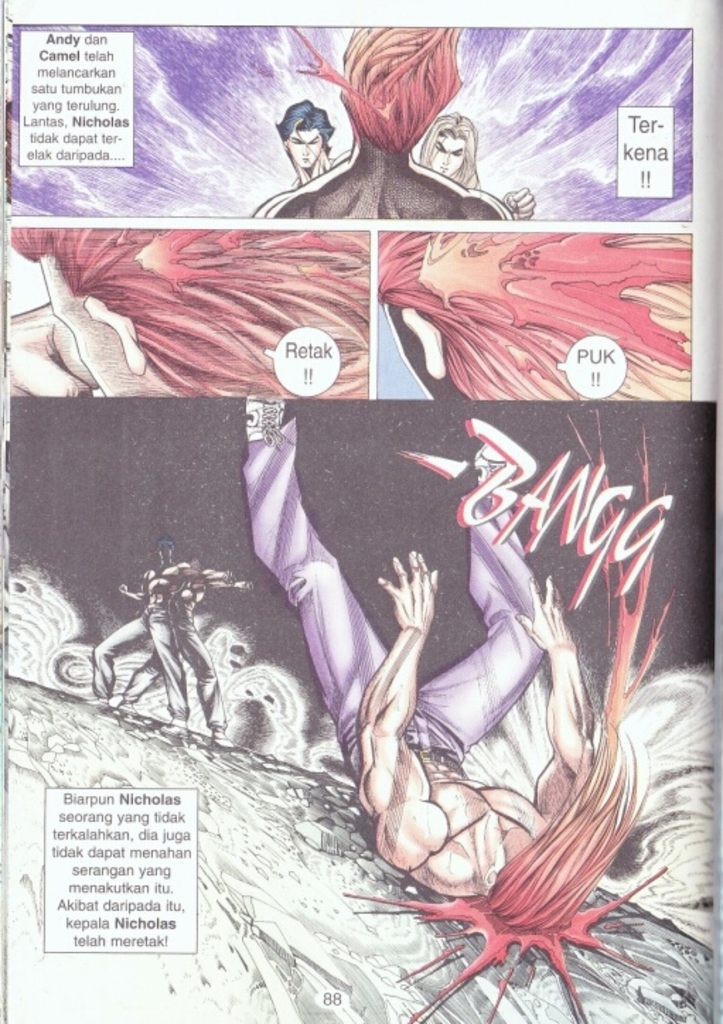 Andy dan
Camel telah
melancarkan
satu tumbukan
yang terulung.
Lantas, Nicholas
tidak dapat ter-
elak daripada....
Ter-
kena
!!
Retak
!!
PUK
!!
BANGG
Biarpun Nicholas
seorang yang tidak
terkalahkan, dia juga
tidak dapat menahan
serangan yang
menakutkan itu.
Akibat daripada itu,
kepala Nicholas
telah meretak!
88